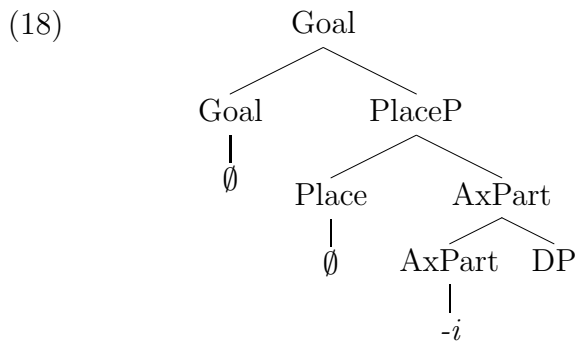 (18) Goal
Goal PlaceP
∅
Place AxPart
∅ AxPart DP
-i